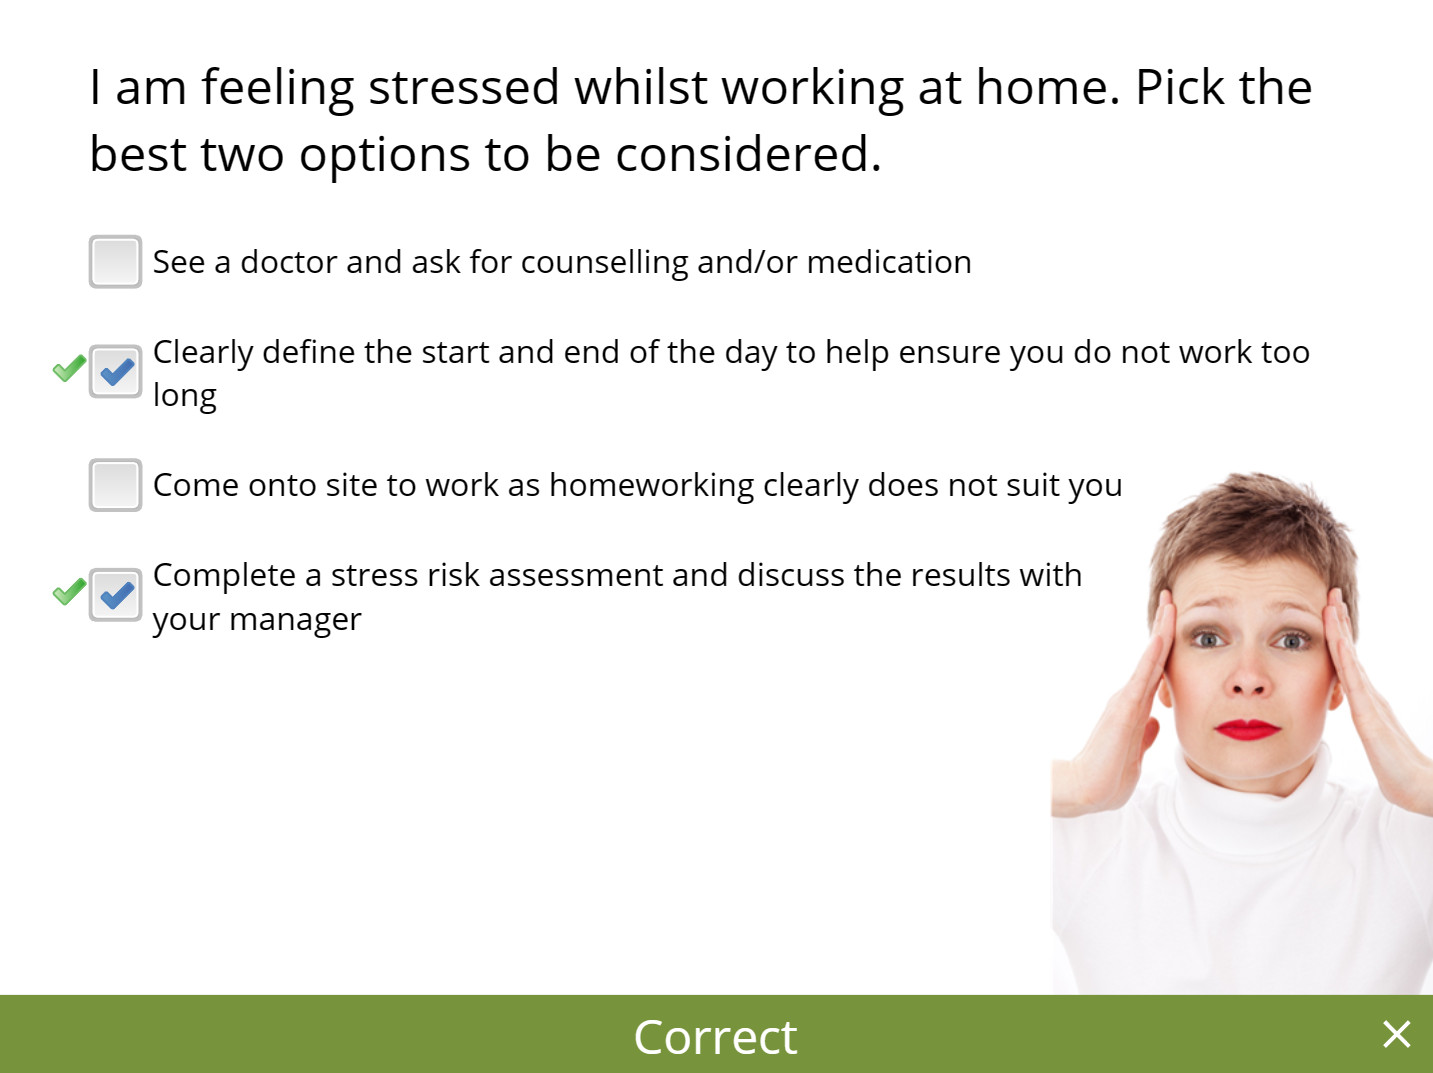 I am feeling stressed whilst working at home. Pick the
best two options to be considered.
See a doctor and ask for counselling and/or medication
Clearly define the start and end of the day to help ensure you do not work too
long
Come onto site to work as homeworking clearly does not suit you
Complete a stress risk assessment and discuss the results with
your manager
Correct